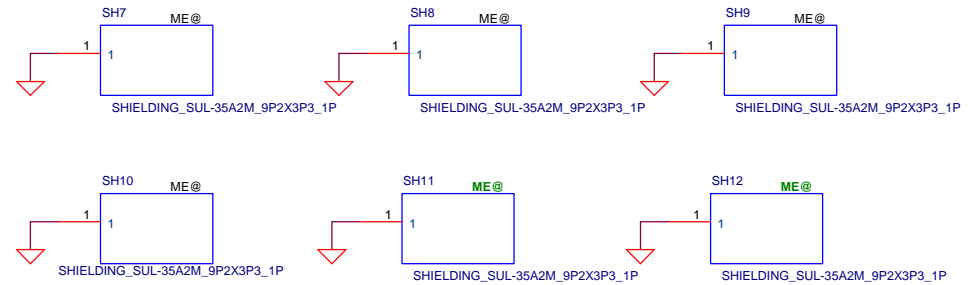 SH7 ME@
1 1
SHIELDING_SUL-35A2M_9P2X3P3_1P
SH8 ME@
1 1
SHIELDING_SUL-35A2M_9P2X3P3_1P
SH9 ME@
1 1
SHIELDING_SUL-35A2M_9P2X3P3_1P
SH10 ME@
1 1
SHIELDING_SUL-35A2M_9P2X3P3_1P
SH11 ME@
1 1
SHIELDING_SUL-35A2M_9P2X3P3_1P
SH12 ME@
1 1
SHIELDING_SUL-35A2M_9P2X3P3_1P